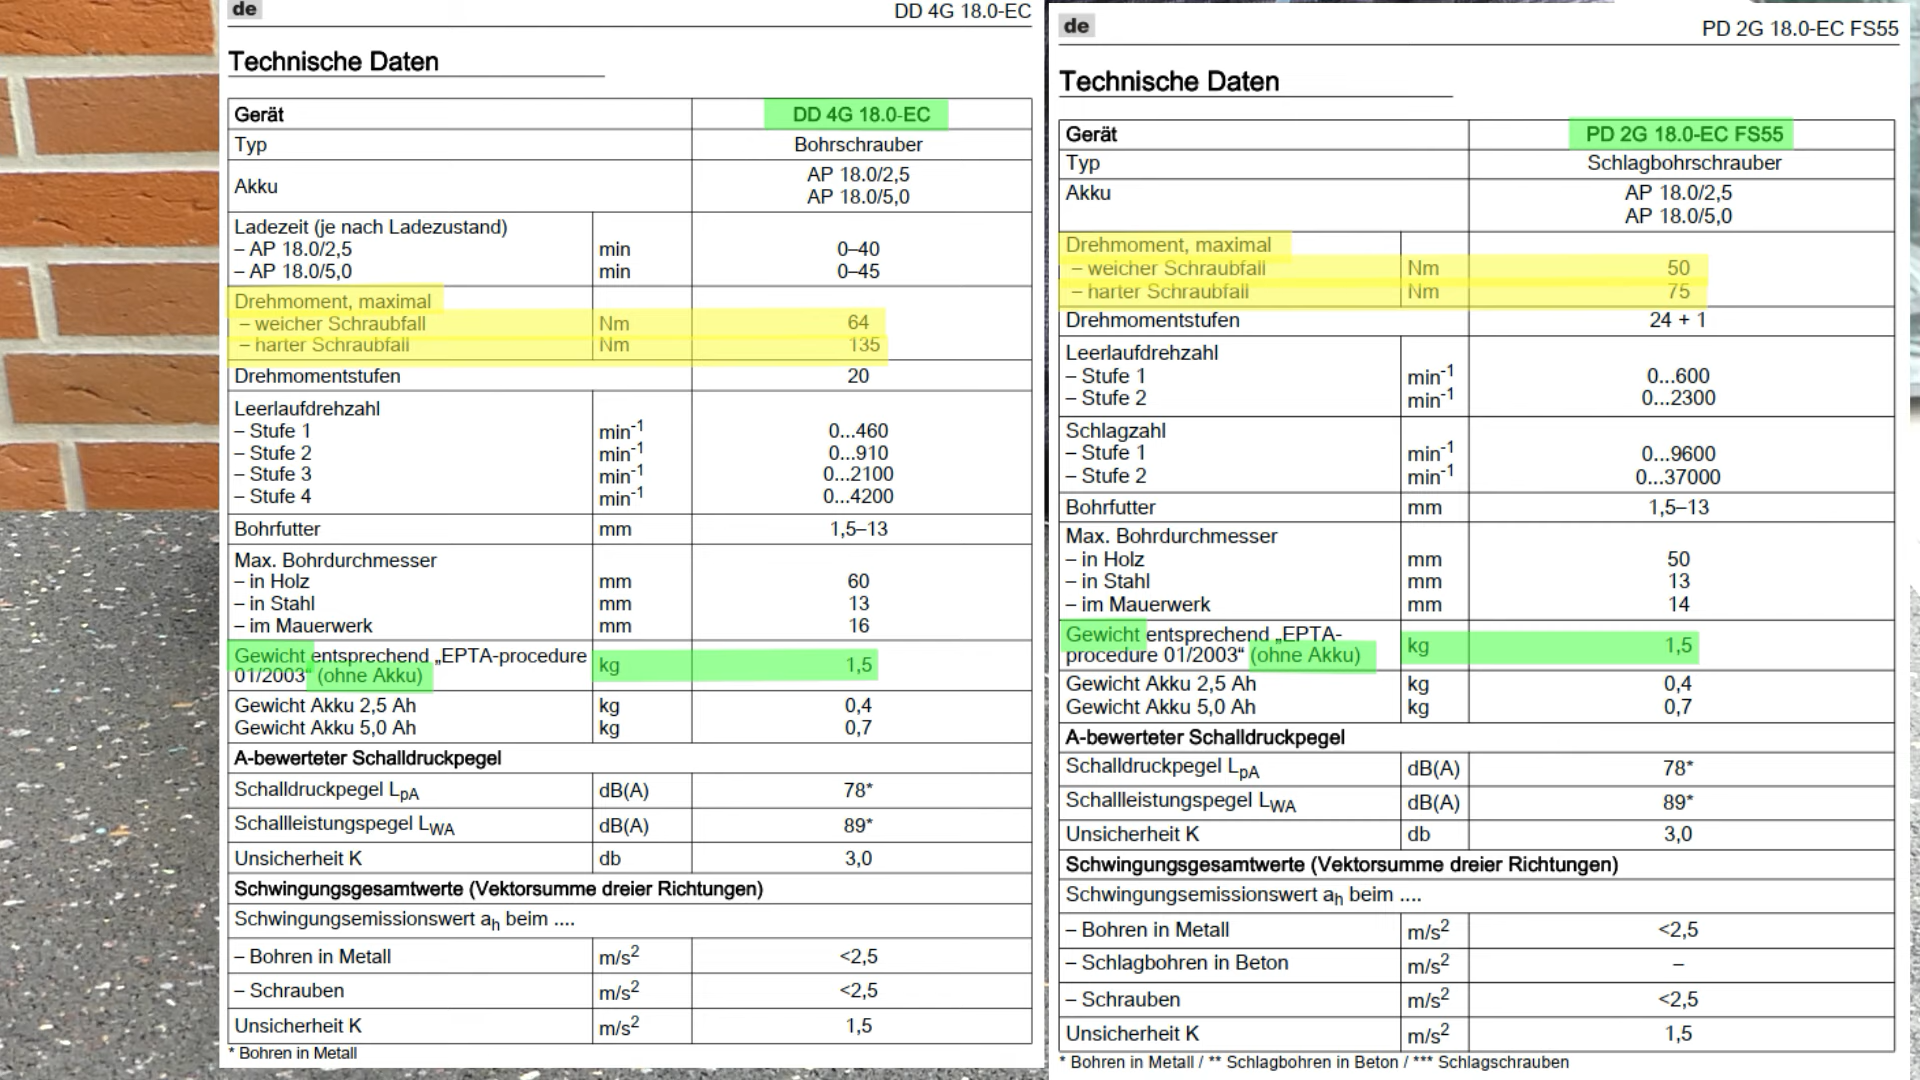 de
DD 4G 18.0-EC
Technische Daten
Gerät DD 4G 18.0-EC
Typ Bohrschrauber
Akku AP 18.0/2,5
AP 18.0/5,0
Ladezeit (je nach Ladezustand)
– AP 18.0/2,5 min 0–40
– AP 18.0/5,0 min 0–45
Drehmoment, maximal
– weicher Schraubfall Nm 64
– harter Schraubfall Nm 135
Drehmomentstufen 20
Leerlaufdrehzahl
– Stufe 1 min-1 0...460
– Stufe 2 min-1 0...910
– Stufe 3 min-1 0...2100
– Stufe 4 min-1 0...4200
Bohrfutter mm 1,5–13
Max. Bohrdurchmesser
– in Holz mm 60
– in Stahl mm 13
– im Mauerwerk mm 16
Gewicht entsprechend „EPTA-procedure
01/2003“ (ohne Akku) kg 1,5
Gewicht Akku 2,5 Ah kg 0,4
Gewicht Akku 5,0 Ah kg 0,7
A-bewerteter Schalldruckpegel
Schalldruckpegel LpA dB(A) 78*
Schallleistungspegel LWA dB(A) 89*
Unsicherheit K db 3,0
Schwingungsgesamtwerte (Vektorsumme dreier Richtungen)
Schwingungsemissionswert ah beim ....
– Bohren in Metall m/s2 <2,5
– Schrauben m/s2 <2,5
Unsicherheit K m/s2 1,5
* Bohren in Metall
de
PD 2G 18.0-EC FS55
Technische Daten
Gerät PD 2G 18.0-EC FS55
Typ Schlagbohrschrauber
Akku AP 18.0/2,5
AP 18.0/5,0
Drehmoment, maximal
– weicher Schraubfall Nm 50
– harter Schraubfall Nm 75
Drehmomentstufen 24 + 1
Leerlaufdrehzahl
– Stufe 1 min-1 0...600
– Stufe 2 min-1 0...2300
Schlagzahl
– Stufe 1 min-1 0...9600
– Stufe 2 min-1 0...37000
Bohrfutter mm 1,5–13
Max. Bohrdurchmesser
– in Holz mm 50
– in Stahl mm 13
– im Mauerwerk mm 14
Gewicht entsprechend „EPTA-
procedure 01/2003“ (ohne Akku) kg 1,5
Gewicht Akku 2,5 Ah kg 0,4
Gewicht Akku 5,0 Ah kg 0,7
A-bewerteter Schalldruckpegel
Schalldruckpegel LpA dB(A) 78*
Schallleistungspegel LWA dB(A) 89*
Unsicherheit K db 3,0
Schwingungsgesamtwerte (Vektorsumme dreier Richtungen)
Schwingungsemissionswert ah beim ....
– Bohren in Metall m/s2 <2,5
– Schlagbohren in Beton m/s2 –
– Schrauben m/s2 <2,5
Unsicherheit K m/s2 1,5
* Bohren in Metall / ** Schlagbohren in Beton / *** Schlagschrauben